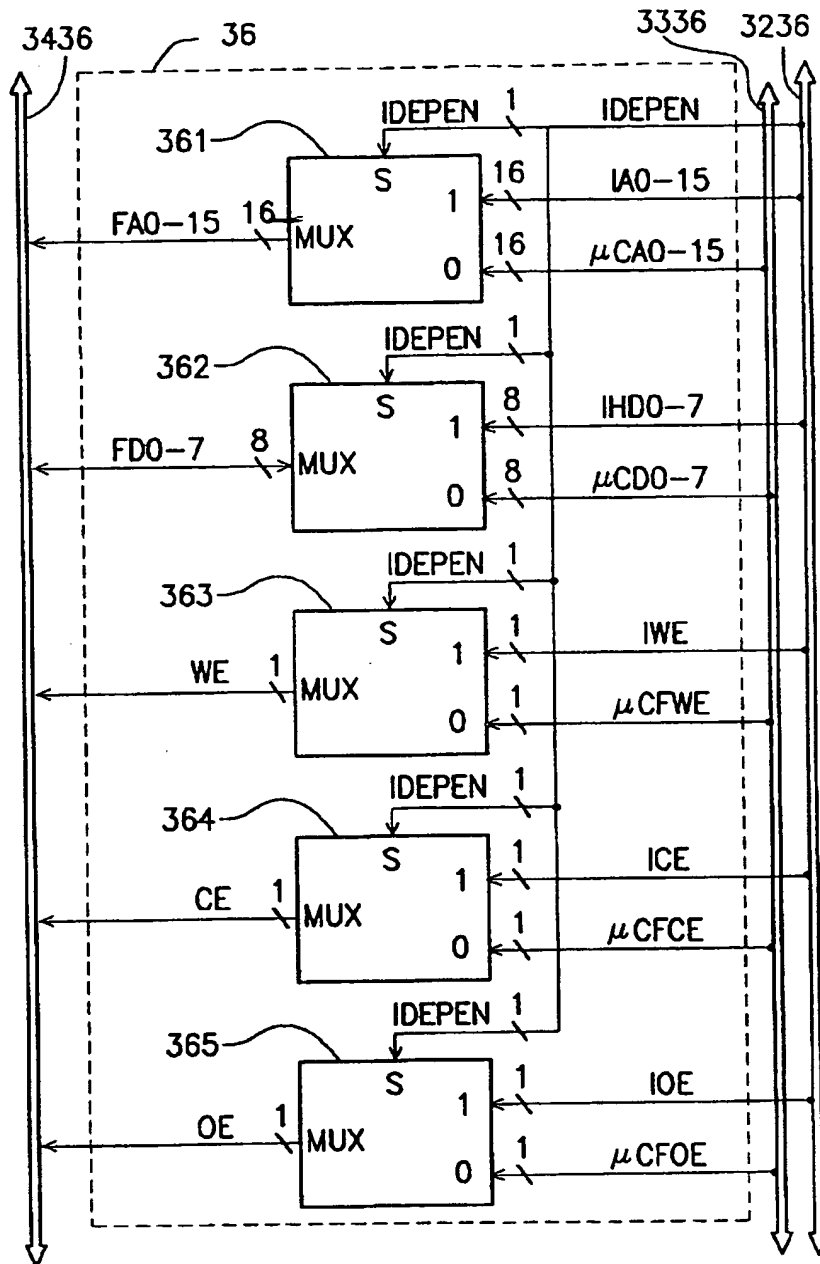 3436
36
3336
3236
IDEPEN
1
IDEPEN
361
S
1
16
IA0-15
FA0-15
16
MUX
0
16
μCA0-15
IDEPEN
1
362
S
1
8
IHD0-7
FD0-7
8
MUX
0
8
μCD0-7
IDEPEN
1
363
S
1
1
IWE
WE
1
MUX
0
1
μCFWE
IDEPEN
1
364
S
1
1
ICE
CE
1
MUX
0
1
μCFCE
IDEPEN
1
365
S
1
1
IOE
OE
1
MUX
0
1
μCFOE